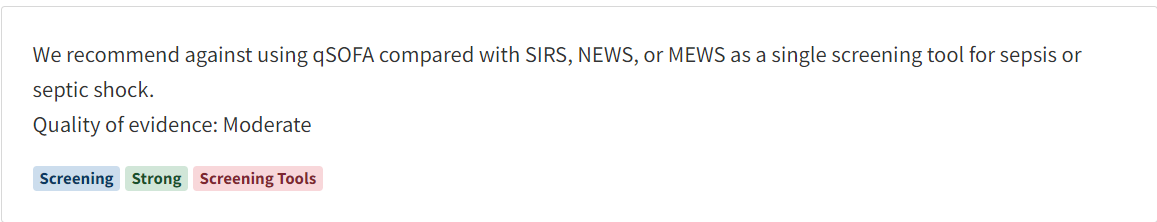 We recommend against using qSOFA compared with SIRS, NEWS, or MEWS as a single screening tool for sepsis or
septic shock.
Quality of evidence: Moderate
Screening Strong Screening Tools